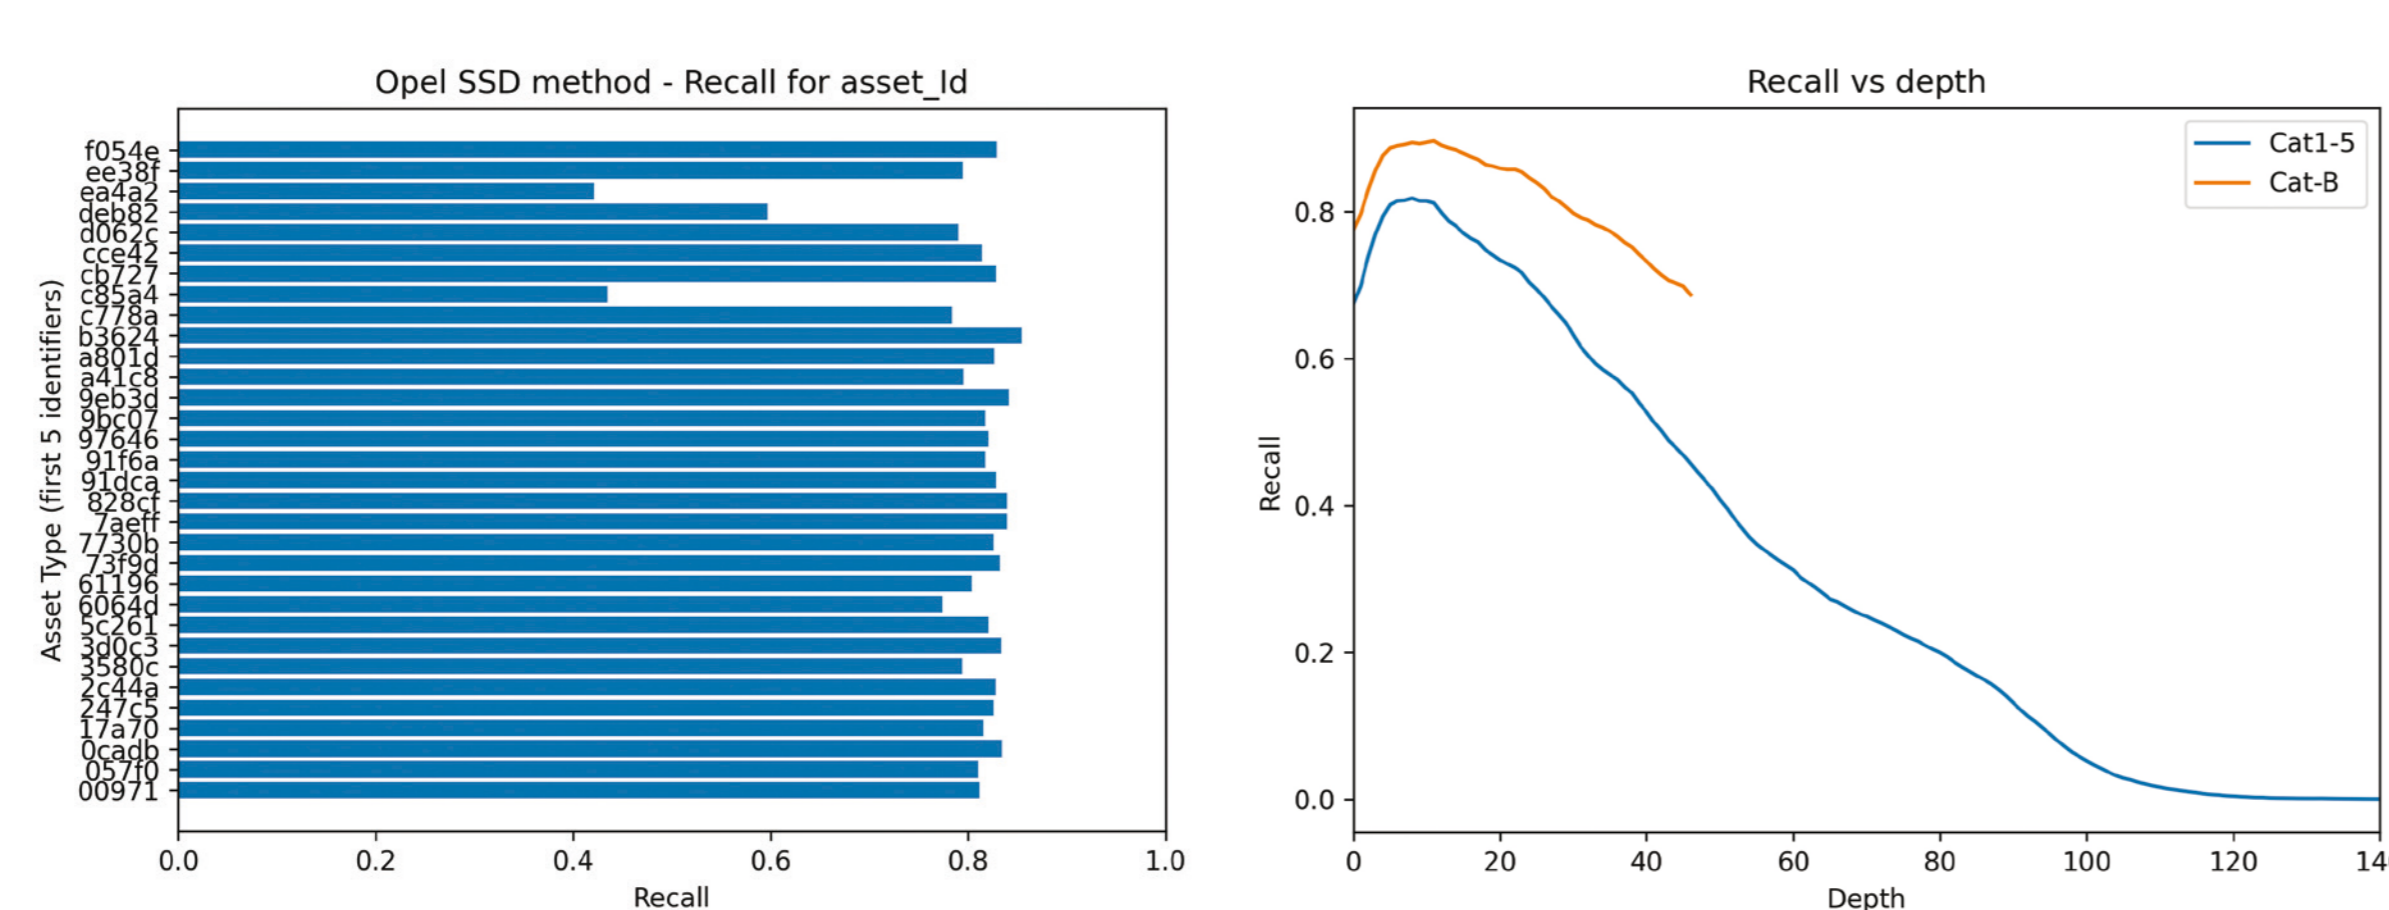 Opel SSD method - Recall for asset_Id
Asset Type (first 5 identifiers)
f054e
ee38f
ea4a2
deb82
d062c
cce42
cb727
c85a4
c778a
b3624
a801d
a41c8
9eb3d
9bc07
97646
91f6a
91dca
828cf
7aeff
7730b
73f9d
61196
6064d
5c261
3d0c3
3580c
2c44a
247c5
17a70
0cadb
057f0
00971
0.0 0.2 0.4 0.6 0.8 1.0
Recall
Recall vs depth
Cat1-5
Cat-B
Recall
0.8
0.6
0.4
0.2
0.0
0 20 40 60 80 100 120
Depth